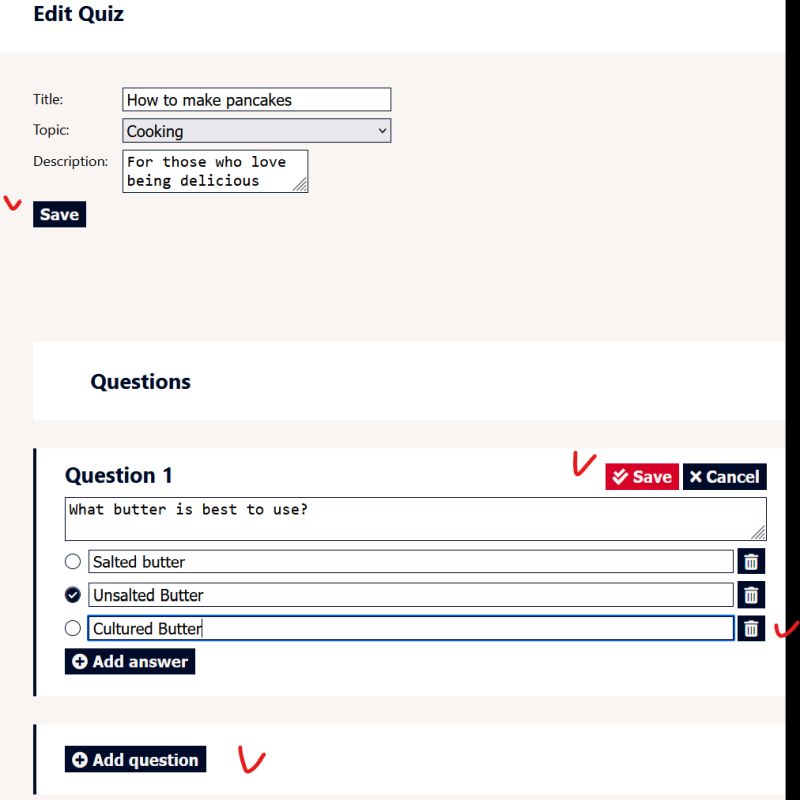 Edit Quiz
Title: How to make pancakes
Topic: Cooking
Description: For those who love
being delicious
Save
Questions
Question 1 Save Cancel
What butter is best to use?
Salted butter
Unsalted Butter
Cultured Butter
Add answer
Add question